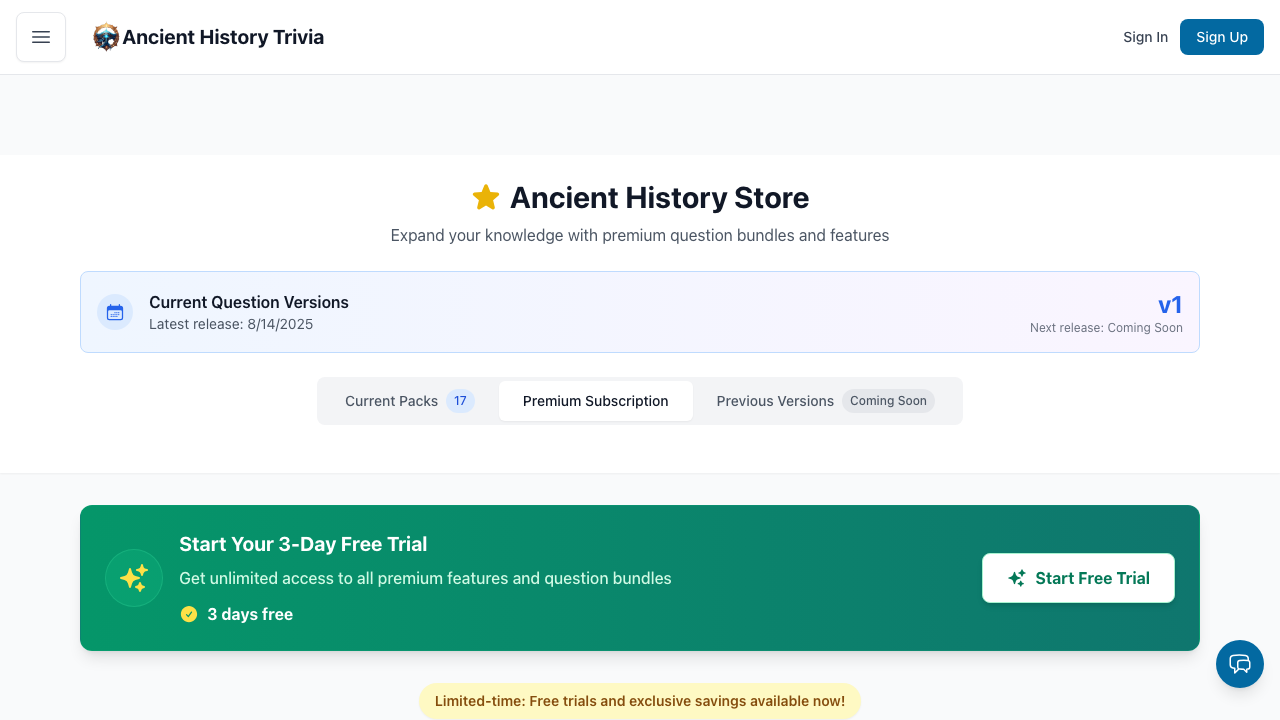 Ancient History Trivia
Sign In
Sign Up
Ancient History Store
Expand your knowledge with premium question bundles and features
Current Question Versions
Latest release: 8/14/2025
v1
Next release: Coming Soon
Current Packs 17
Premium Subscription
Previous Versions Coming Soon
Start Your 3-Day Free Trial
Get unlimited access to all premium features and question bundles
3 days free
Start Free Trial
Limited-time: Free trials and exclusive savings available now!